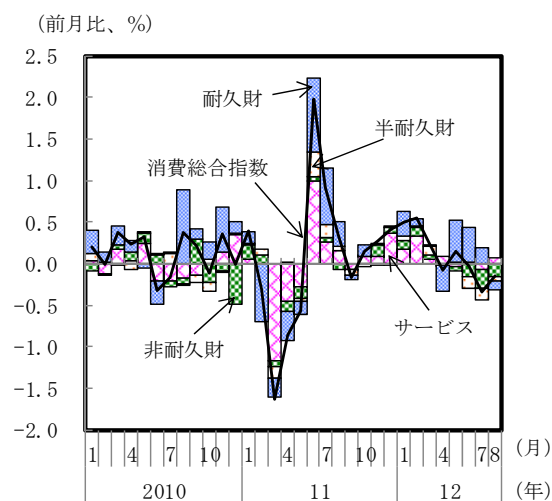 (前月比、%)
2.5
2.0
1.5
1.0
0.5
0.0
-0.5
-1.0
-1.5
-2.0
耐久財
半耐久財
消費総合指数
サービス
非耐久財
1 4 7 10 1 4 7 10 1 4 7 8 (月)
2010 11 12 (年)